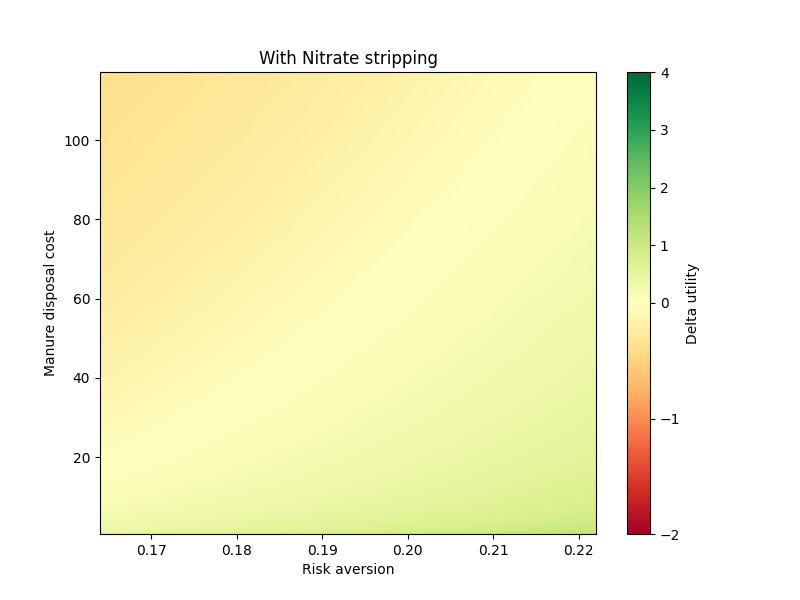 With Nitrate stripping
Manure disposal cost
100
80
60
40
20
0.17 0.18 0.19 0.20 0.21 0.22
Risk aversion
4
3
2
1
0
−1
−2
Delta utility